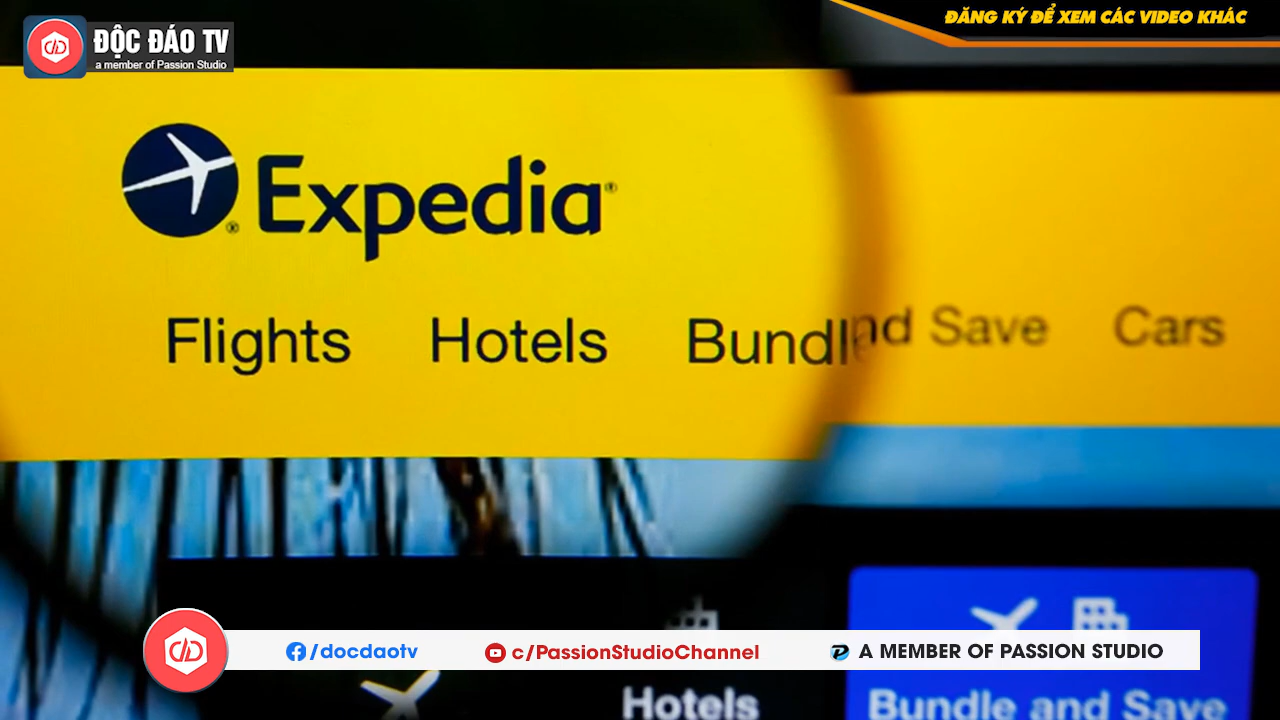 ĐỘC ĐÁO TV
a member of Passion Studio
ĐĂNG KÝ ĐỂ XEM CÁC VIDEO KHÁC
Expedia®
®
Flights Hotels Bundle
nd Save Cars
/docdaotv c/PassionStudioChannel A MEMBER OF PASSION STUDIO
Hotels Bundle and Save